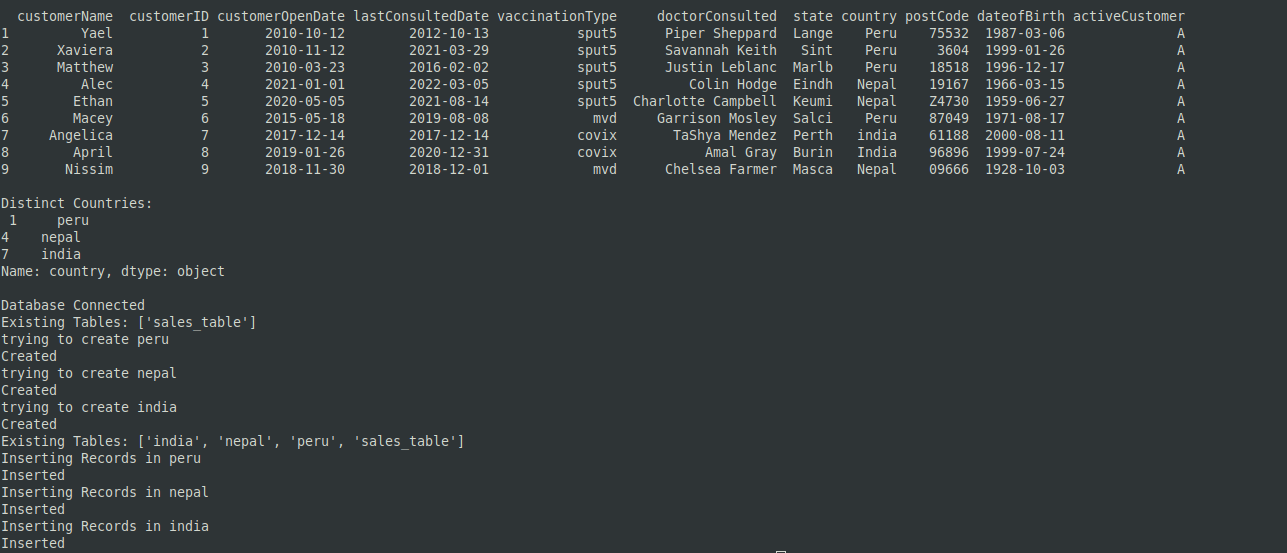 customerName customerID customerOpenDate lastConsultedDate vaccinationType doctorConsulted state country postCode dateofBirth activeCustomer
1 Yael 1 2010-10-12 2012-10-13 sput5 Piper Sheppard Lange Peru 75532 1987-03-06 A
2 Xaviera 2 2010-11-12 2021-03-29 sput5 Savannah Keith Sint Peru 3604 1999-01-26 A
3 Matthew 3 2010-03-23 2016-02-02 sput5 Justin Leblanc Marlb Peru 18518 1996-12-17 A
4 Alec 4 2021-01-01 2022-03-05 sput5 Colin Hodge Eindh Nepal 19167 1966-03-15 A
5 Ethan 5 2020-05-05 2021-08-14 sput5 Charlotte Campbell Keumi Nepal Z4730 1959-06-27 A
6 Macey 6 2015-05-18 2019-08-08 mvd Garrison Mosley Salci Peru 87049 1971-08-17 A
7 Angelica 7 2017-12-14 2017-12-14 covix TaShya Mendez Perth india 61188 2000-08-11 A
8 April 8 2019-01-26 2020-12-31 covix Amal Gray Burin India 96896 1999-07-24 A
9 Nissim 9 2018-11-30 2018-12-01 mvd Chelsea Farmer Masca Nepal 09666 1928-10-03 A
Distinct Countries:
1 peru
4 nepal
7 india
Name: country, dtype: object
Database Connected
Existing Tables: ['sales_table']
trying to create peru
Created
trying to create nepal
Created
trying to create india
Created
Existing Tables: ['india', 'nepal', 'peru', 'sales_table']
Inserting Records in peru
Inserted
Inserting Records in nepal
Inserted
Inserting Records in india
Inserted